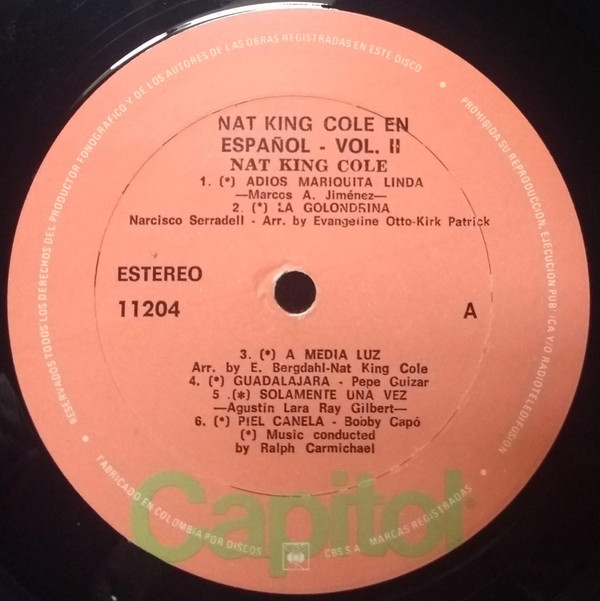 RESERVADOS TODOS LOS DERECHOS DEL PRODUCTOR FONOGRAFICO Y DE LOS AUTORES DE LAS OBRAS REGISTRADAS EN ESTE DISCO
PROHIBIDA SU REPRODUCCION, EJECUCION PUBLICA Y/O RADIOTELEDIFUSION
NAT KING COLE EN
ESPAÑOL - VOL. II
NAT KING COLE
1. (*) ADIOS MARIQUITA LINDA
—Marcos A. Jiménez—
2. (*) LA GOLONDRINA
Narcisco Serradell - Arr. by Evangetine Otto-Kirk Patrick
ESTEREO
11204
A
3. (*) A MEDIA LUZ
Arr. by E. Bergdahl-Nat King Cole
4. (*) GUADALAJARA - Pepe Guizar
5 .(*) SOLAMENTE UNA VEZ
—Agustín Lara Ray Gilbert—
6. (*) PIEL CANELA - Booby Capó
(*) Music conducted
by Ralph Carmichael
Capitol
FABRICADO EN COLOMBIA POR DISCOS CBS S A MARCAS REGISTRADAS